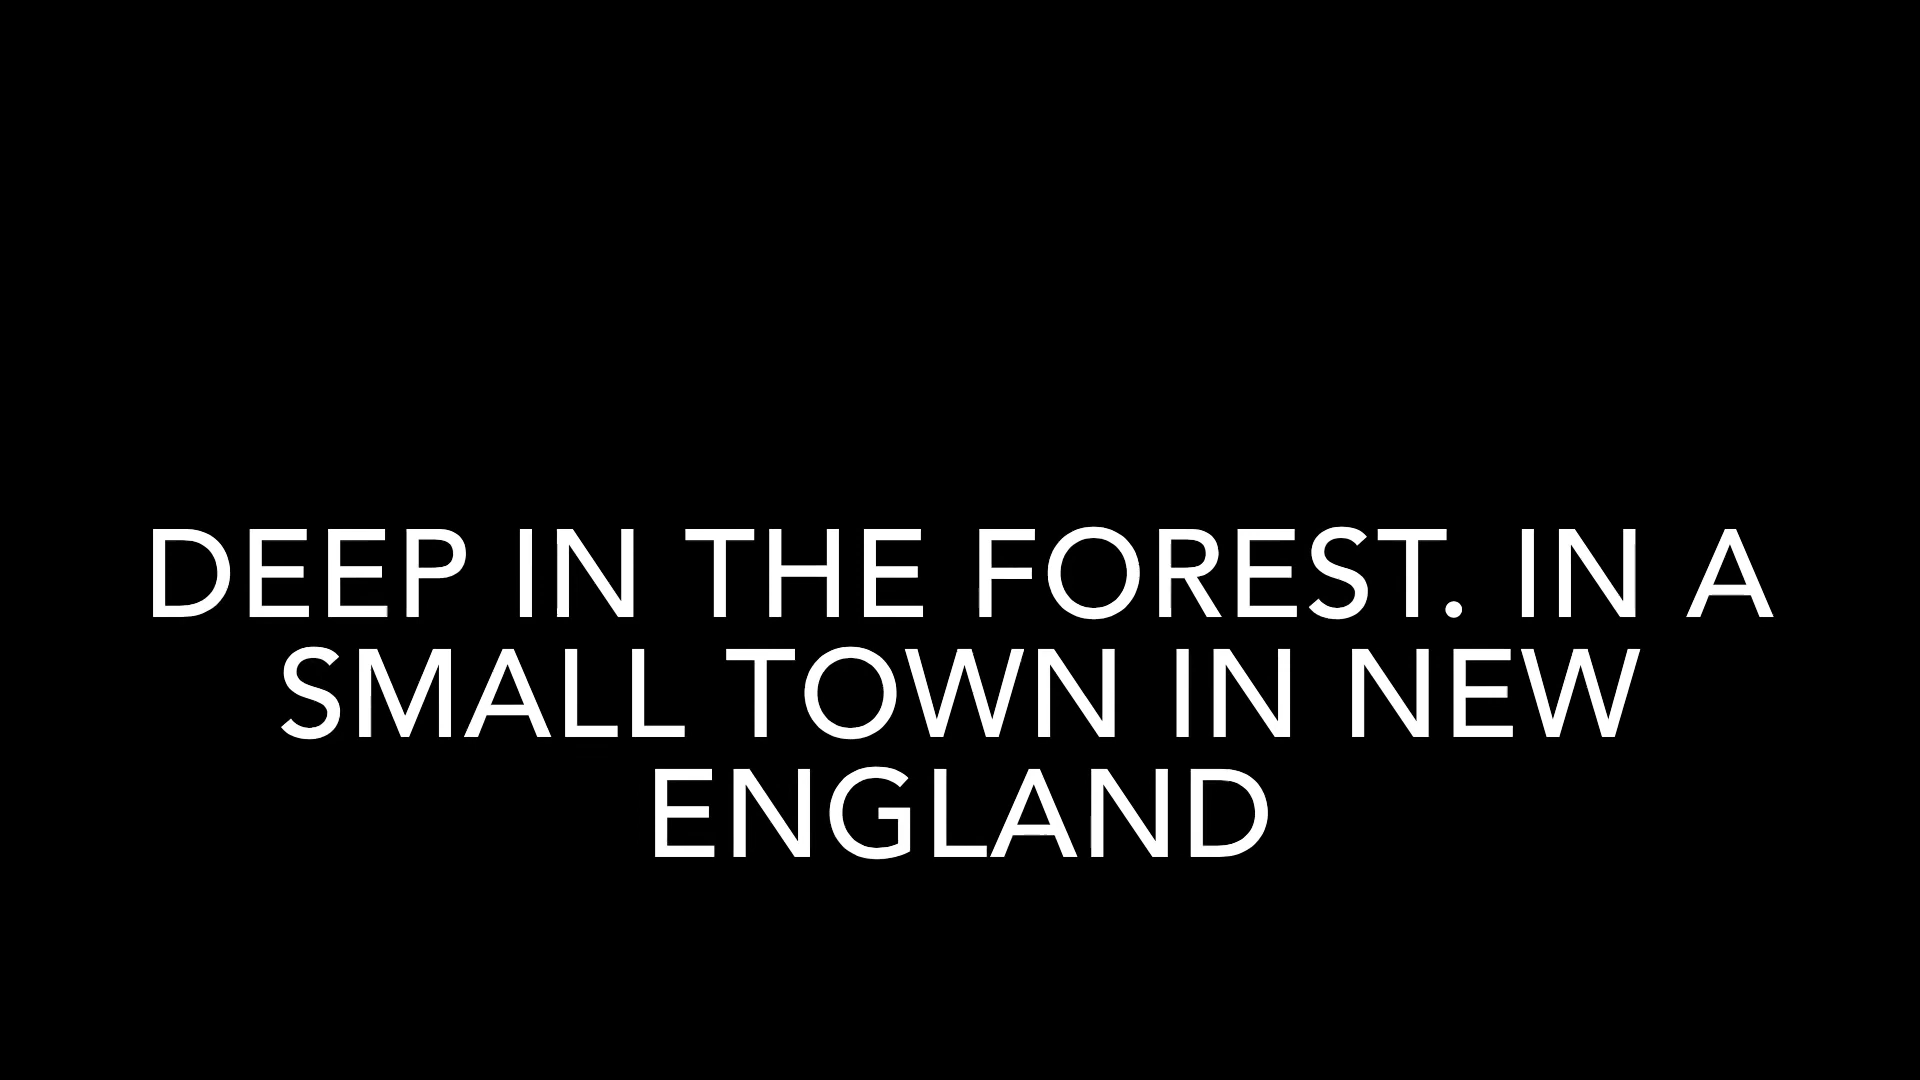 DEEP IN THE FOREST. IN A
SMALL TOWN IN NEW
ENGLAND